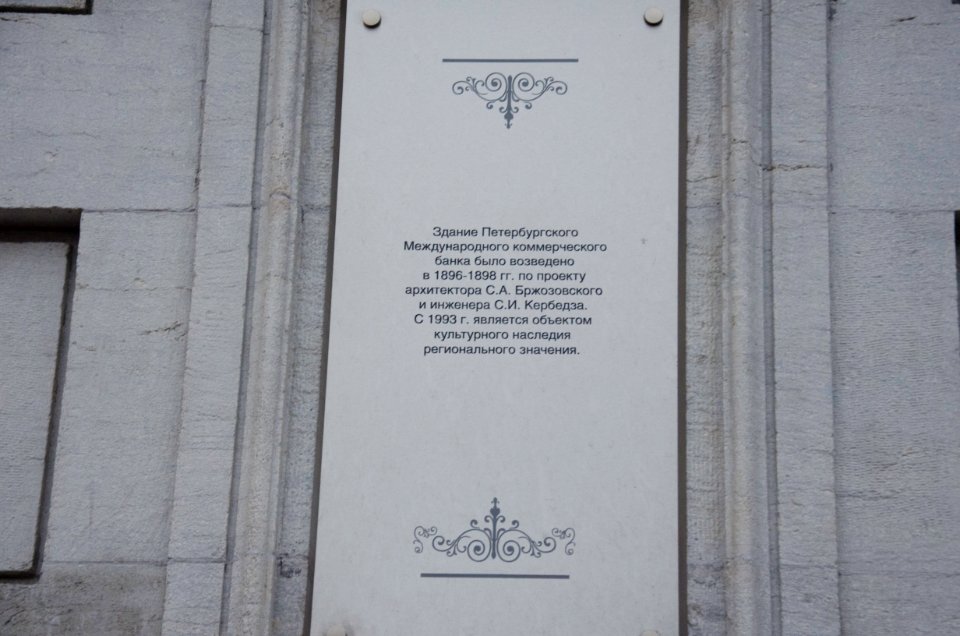 Здание Петербургского
Международного коммерческого
банка было возведено
в 1896-1898 гг. по проекту
архитектора С.А. Бржозовского
и инженера С.И. Кербедза.
С 1993 г. является объектом
культурного наследия
регионального значения.